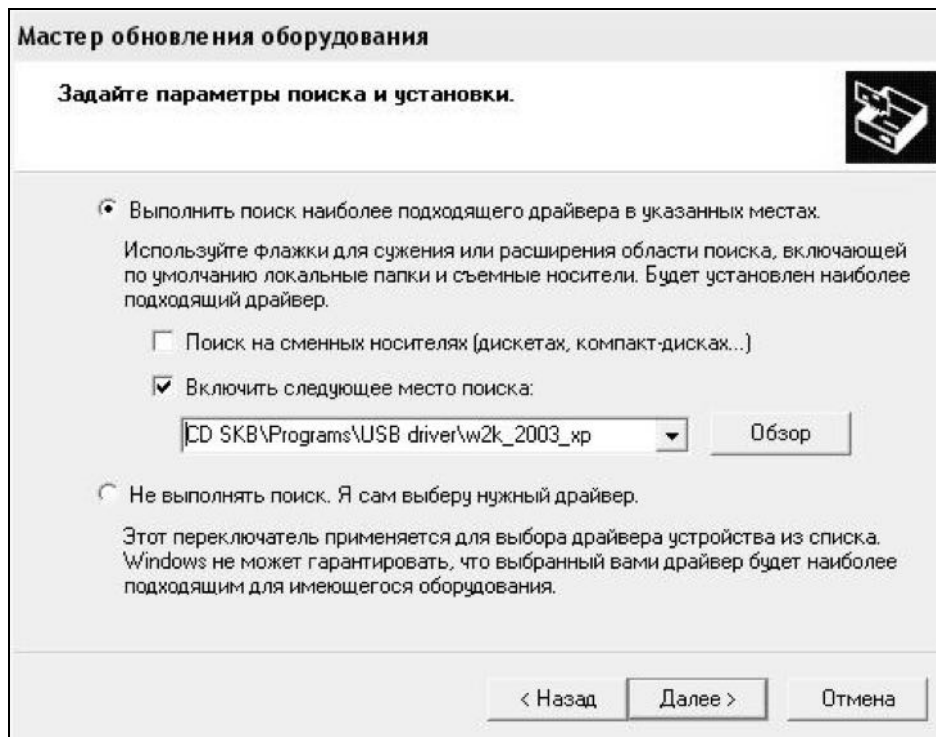 Мастер обновления оборудования
Задайте параметры поиска и установки.
Выполнить поиск наиболее подходящего драйвера в указанных местах.
Используйте флажки для сужения или расширения области поиска, включающей
по умолчанию локальные папки и съемные носители. Будет установлен наиболее
подходящий драйвер.
Поиск на сменных носителях (дискетах, компакт-дисках...)
Включить следующее место поиска:
CD SKB\Programs\USB driver\w2k_2003_xp
Обзор
Не выполнять поиск. Я сам выберу нужный драйвер.
Этот переключатель применяется для выбора драйвера устройства из списка.
Windows не может гарантировать, что выбранный вами драйвер будет наиболее
подходящим для имеющегося оборудования.
< Назад
Далее >
Отмена